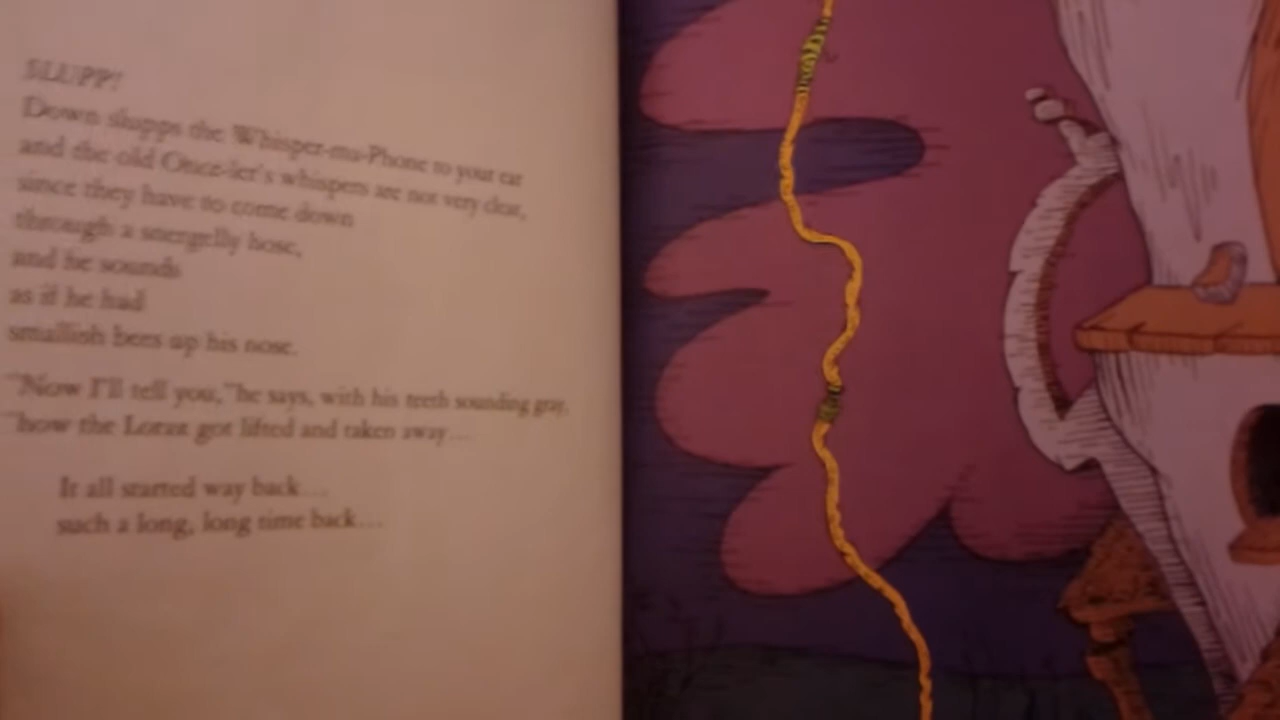 SLUPP!
Down slupps the Whisper-ma-Phone to your ear
and the old Once-ler's whispers are not very clear,
since they have to come down
through a snergelly hose,
and he sounds
as if he had
smallish bees up his nose.
"Now I'll tell you," he says, with his teeth sounding gray,
"how the Lorax got lifted and taken away...
It all started way back...
such a long, long time back...